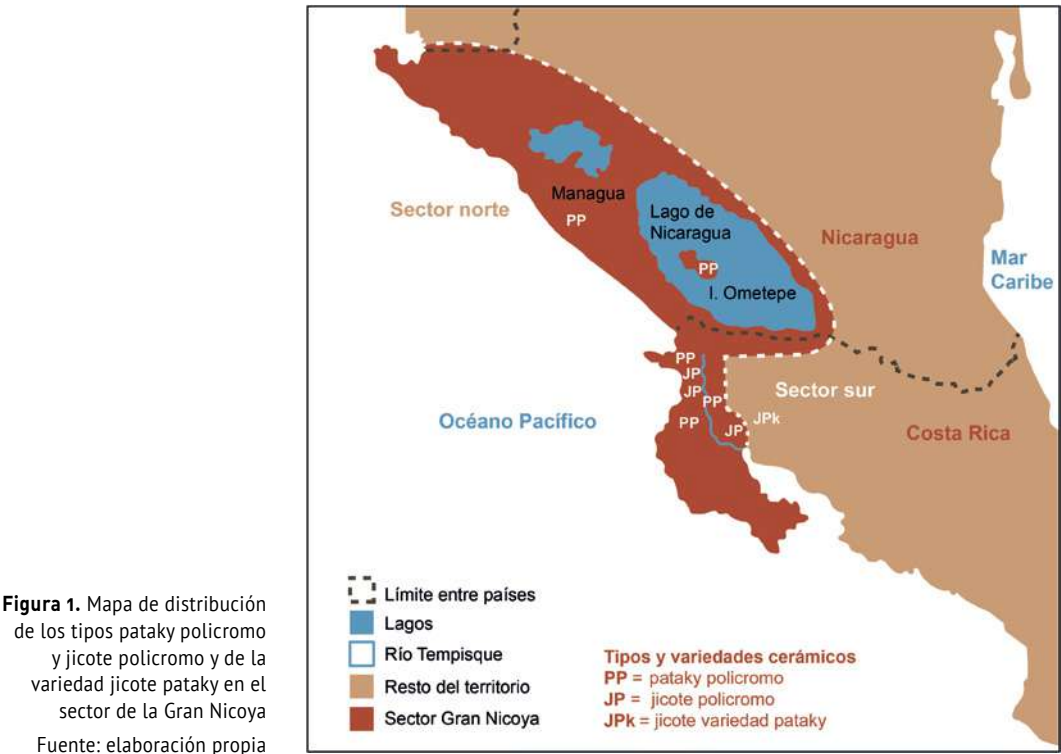 Managua
Sector norte
PP
Lago de
Nicaragua
PP
I. Ometepe
Nicaragua
Mar
Caribe
PP
JP
JP
PP
PP
JP
JPk
Sector sur
Océano Pacífico
Costa Rica
Límite entre países
Lagos
Río Tempisque
Resto del territorio
Sector Gran Nicoya
Tipos y variedades cerámicos
PP = pataky policromo
JP = jicote policromo
JPk = jicote variedad pataky
Figura 1. Mapa de distribución
de los tipos pataky policromo
y jicote policromo y de la
variedad jicote pataky en el
sector de la Gran Nicoya
Fuente: elaboración propia